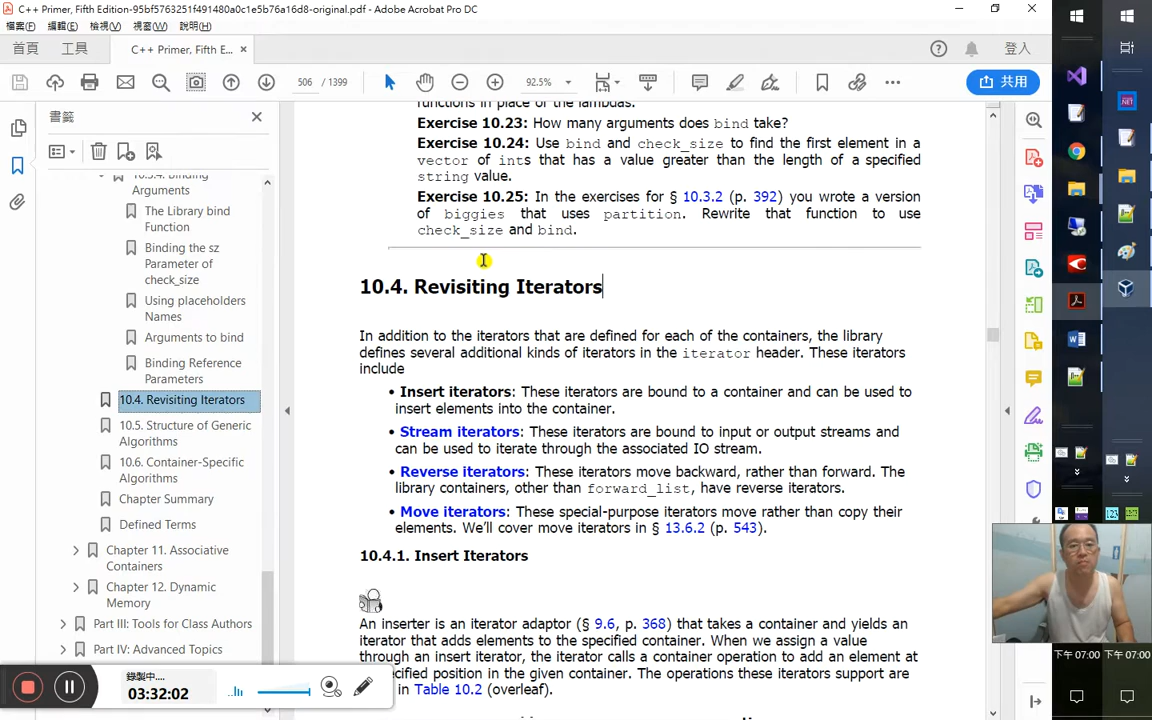 C++ Primer, Fifth Edition-95bf5763251f491480a0c1e5b76a16d8-original.pdf - Adobe Acrobat Pro DC
檔案(F) 編輯(E) 檢視(V) 視窗(W) 說明(H)
首頁 工具 C++ Primer, Fifth E... × 登入
506 / 1399 92.5% 共用
書籤
10.3.4. Binding
Arguments
The Library bind
Function
Binding the sz
Parameter of
check_size
Using placeholders
Names
Arguments to bind
Binding Reference
Parameters
10.4. Revisiting Iterators
10.5. Structure of Generic
Algorithms
10.6. Container-Specific
Algorithms
Chapter Summary
Defined Terms
Chapter 11. Associative
Containers
Chapter 12. Dynamic
Memory
Part III: Tools for Class Authors
Part IV: Advanced Topics
functions in place of the lambdas.
Exercise 10.23: How many arguments does bind take?
Exercise 10.24: Use bind and check_size to find the first element in a
vector of ints that has a value greater than the length of a specified
string value.
Exercise 10.25: In the exercises for § 10.3.2 (p. 392) you wrote a version
of biggies that uses partition. Rewrite that function to use
check_size and bind.
10.4. Revisiting Iterators
In addition to the iterators that are defined for each of the containers, the library
defines several additional kinds of iterators in the iterator header. These iterators
include
• Insert iterators: These iterators are bound to a container and can be used to
insert elements into the container.
• Stream iterators: These iterators are bound to input or output streams and
can be used to iterate through the associated IO stream.
• Reverse iterators: These iterators move backward, rather than forward. The
library containers, other than forward_list, have reverse iterators.
• Move iterators: These special-purpose iterators move rather than copy their
elements. We'll cover move iterators in § 13.6.2 (p. 543).
10.4.1. Insert Iterators
An inserter is an iterator adaptor (§ 9.6, p. 368) that takes a container and yields an
iterator that adds elements to the specified container. When we assign a value
through an insert iterator, the iterator calls a container operation to add an element at
ecified position in the given container. The operations these iterators support are
in Table 10.2 (overleaf).
錄製中....
03:32:02
.NET
123
下午 07:00 下午 07:00